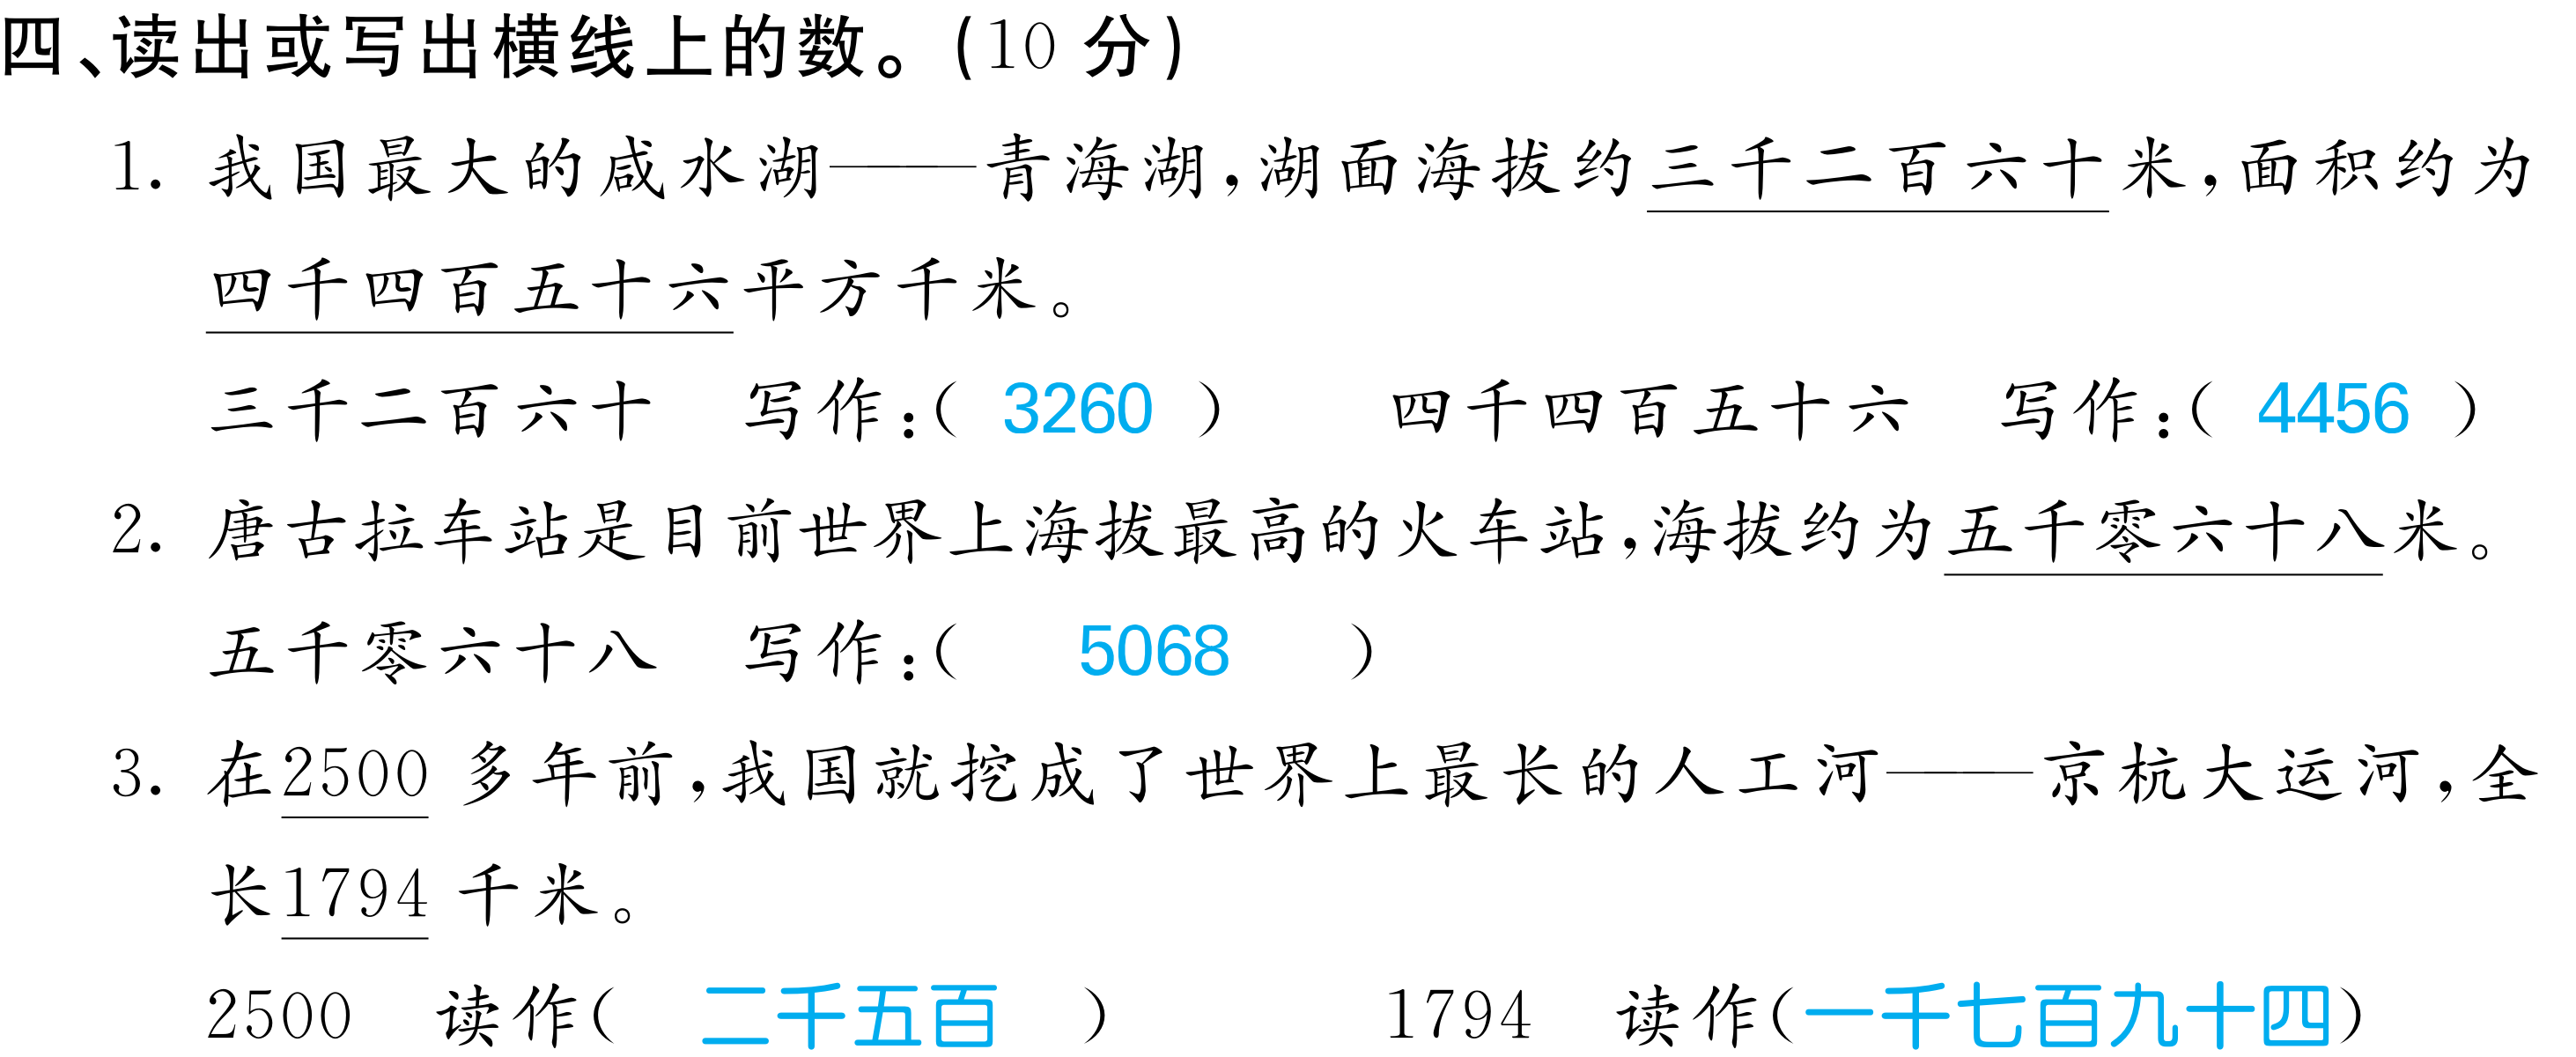 四、读出或写出横线上的数。(10 分)
1. 我国最大的咸水湖——青海湖,湖面海拔约三千二百六十米,面积约为
四千四百五十六平方千米。
三千二百六十 写作:( 3260 ) 四千四百五十六 写作:( 4456 )
2. 唐古拉车站是目前世界上海拔最高的火车站,海拔约为五千零六十八米。
五千零六十八 写作:( 5068 )
3. 在2500 多年前,我国就挖成了世界上最长的人工河——京杭大运河,全
长1794 千米。
2500 读作( 二千五百 ) 1794 读作(一千七百九十四)